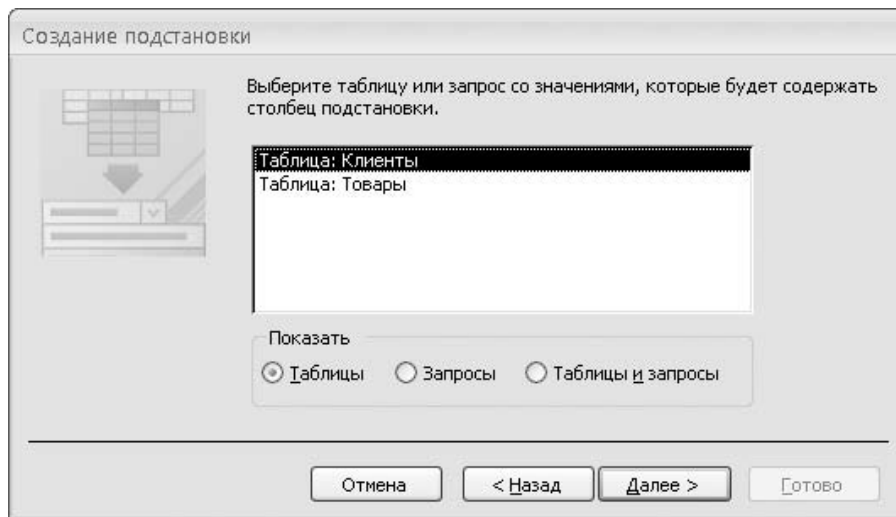 Создание подстановки
Выберите таблицу или запрос со значениями, которые будет содержать
столбец подстановки.
Таблица: Клиенты
Таблица: Товары
Показать
Таблицы
Запросы
Таблицы и запросы
Отмена
< Назад
Далее >
Готово